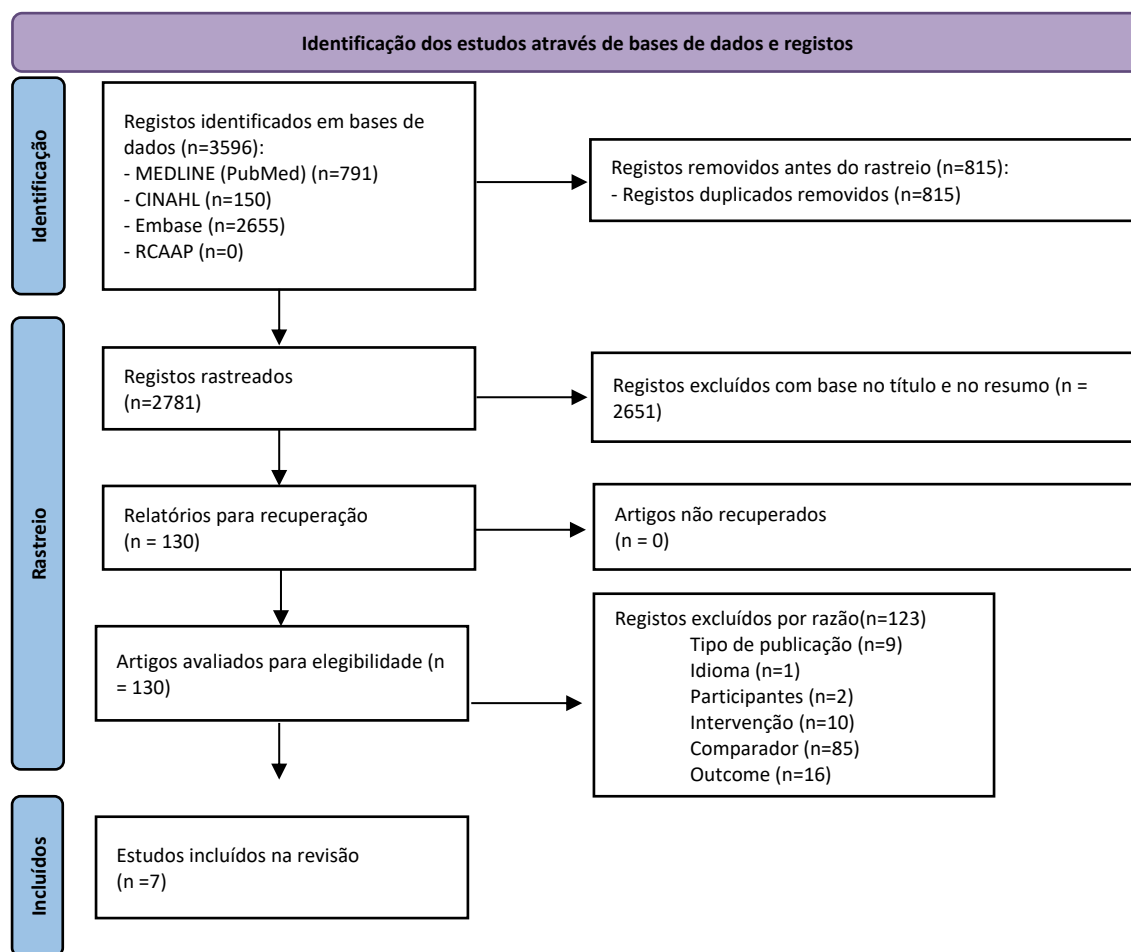 Identificação dos estudos através de bases de dados e registos
Identificação
Registos identificados em bases de
dados (n=3596):
- MEDLINE (PubMed) (n=791)
- CINAHL (n=150)
- Embase (n=2655)
- RCAAP (n=0)
Registos removidos antes do rastreio (n=815):
- Registos duplicados removidos (n=815)
Rastreio
Registos rastreados
(n=2781)
Registos excluídos com base no título e no resumo (n =
2651)
Relatórios para recuperação
(n = 130)
Artigos não recuperados
(n = 0)
Artigos avaliados para elegibilidade (n
= 130)
Registos excluídos por razão(n=123)
Tipo de publicação (n=9)
Idioma (n=1)
Participantes (n=2)
Intervenção (n=10)
Comparador (n=85)
Outcome (n=16)
Incluídos
Estudos incluídos na revisão
(n =7)